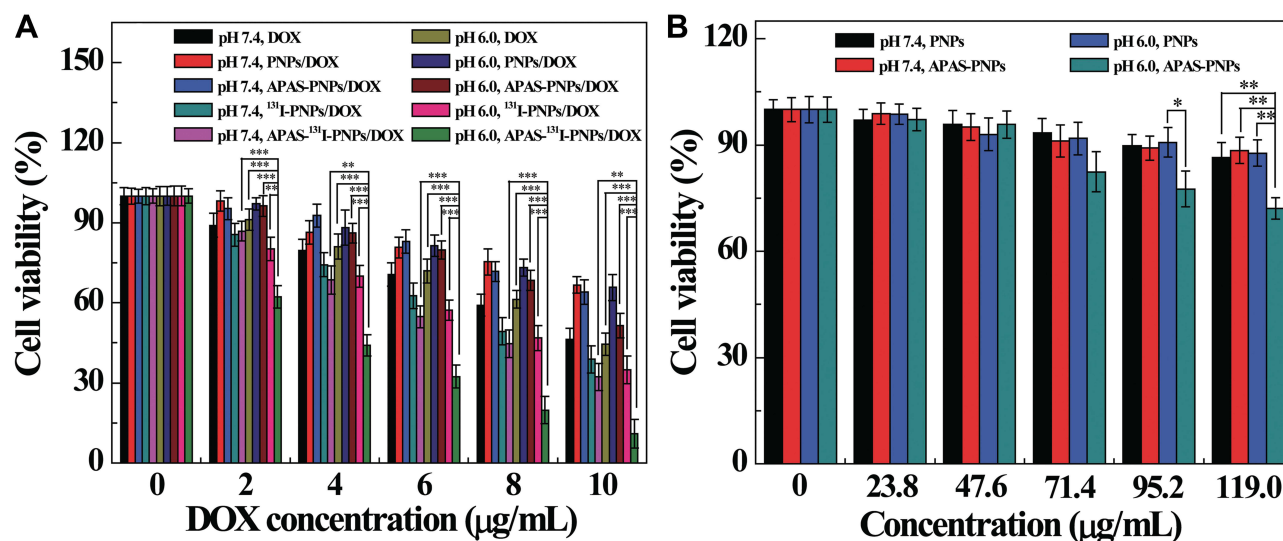 A
pH 7.4, DOX
pH 7.4, PNPs/DOX
pH 7.4, APAS-PNPs/DOX
pH 7.4, ¹³¹I-PNPs/DOX
pH 7.4, APAS-¹³¹I-PNPs/DOX
pH 6.0, DOX
pH 6.0, PNPs/DOX
pH 6.0, APAS-PNPs/DOX
pH 6.0, ¹³¹I-PNPs/DOX
pH 6.0, APAS-¹³¹I-PNPs/DOX
Cell viability (%)
150
120
90
60
30
0
***
***
***
**
**
***
***
***
***
***
***
***
***
***
***
***
**
***
***
***
0 2 4 6 8 10
DOX concentration (μg/mL)
B
pH 7.4, PNPs
pH 7.4, APAS-PNPs
pH 6.0, PNPs
pH 6.0, APAS-PNPs
Cell viability (%)
120
90
60
30
0
*
**
**
**
0 23.8 47.6 71.4 95.2 119.0
Concentration (μg/mL)